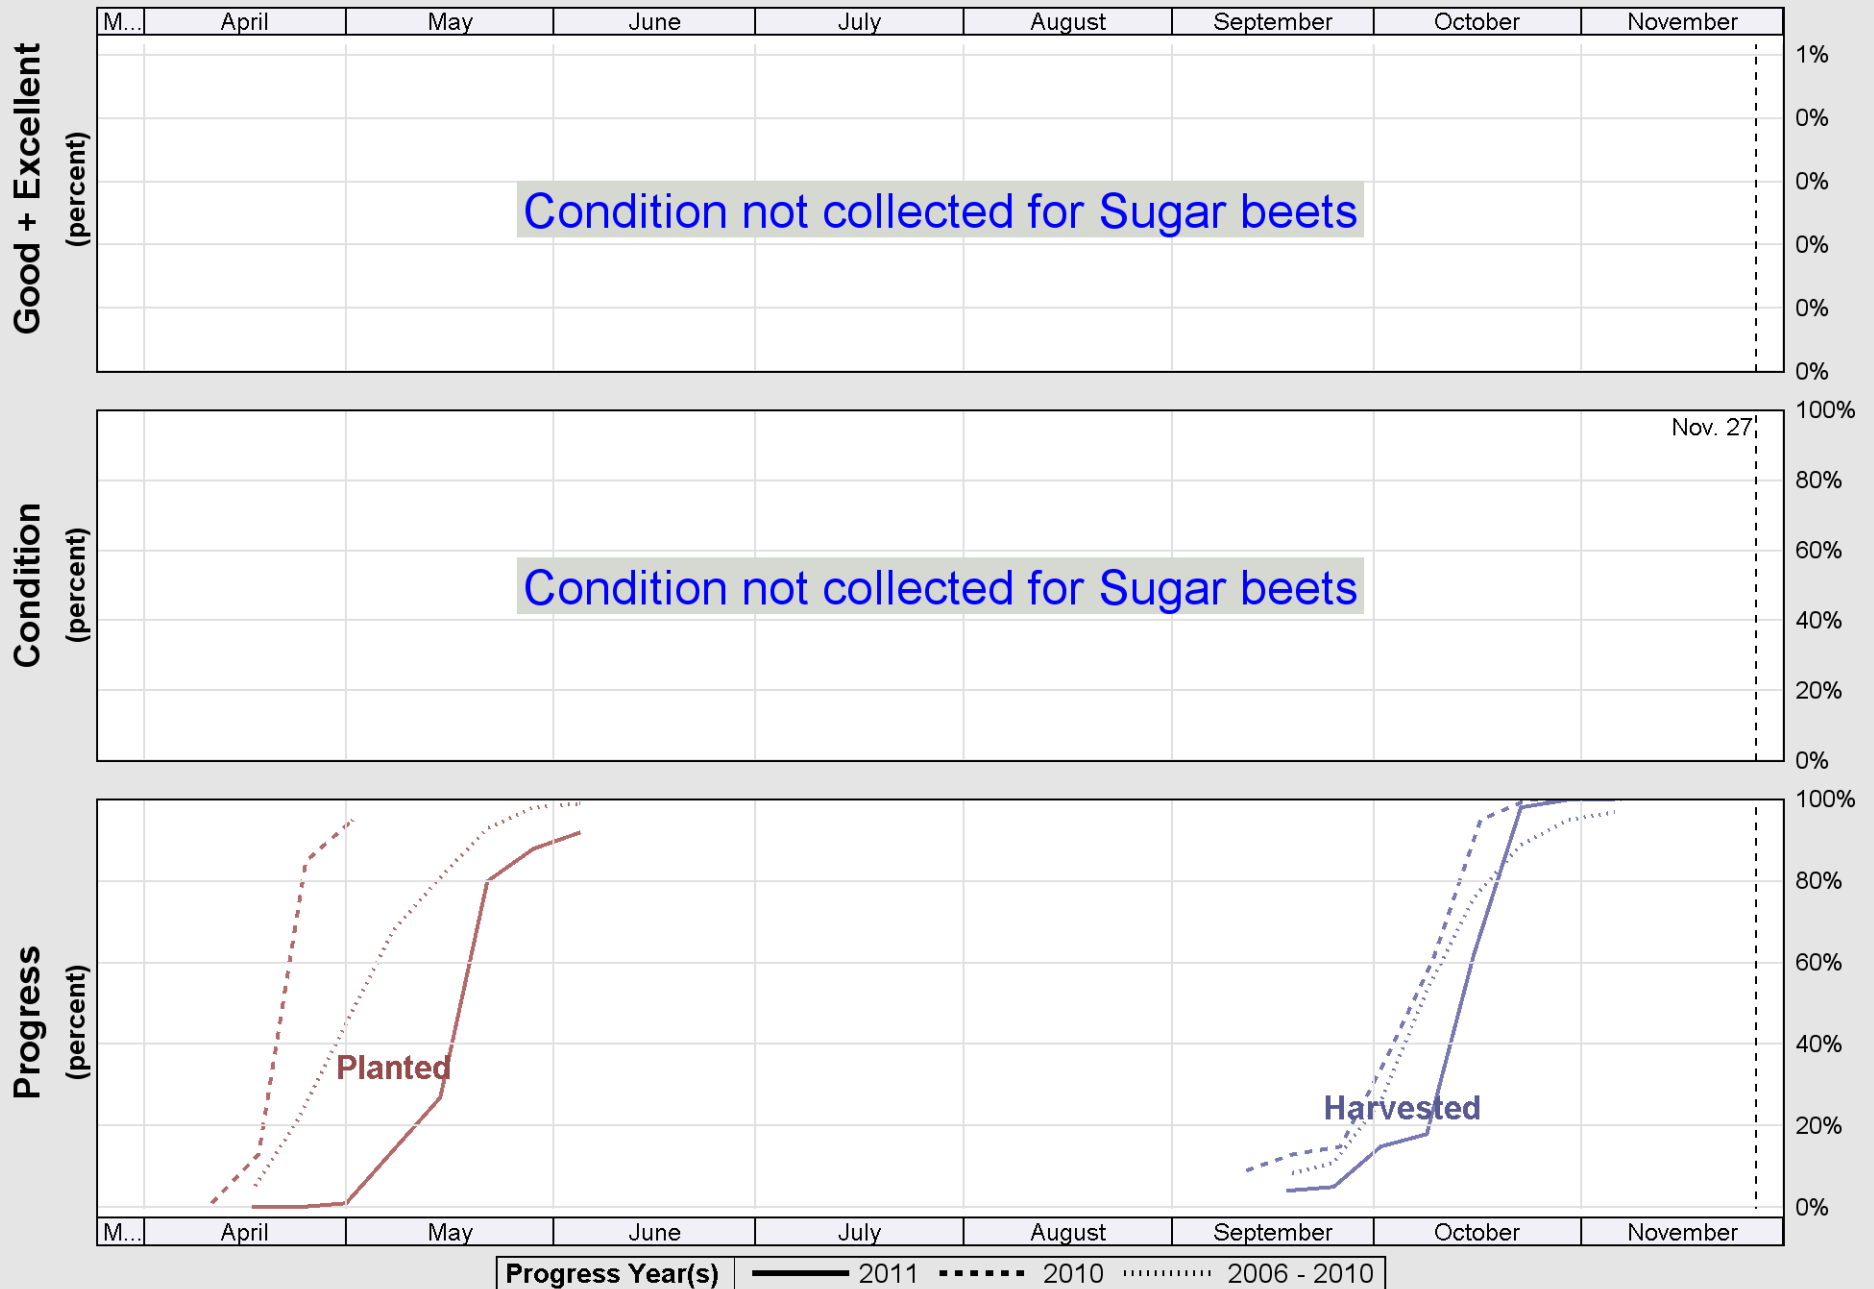 M... April May June July August September October November
Good + Excellent
(percent)
1%
0%
0%
0%
0%
0%
Condition not collected for Sugar beets
Condition
(percent)
100%
80%
60%
40%
20%
0%
Nov. 27
Condition not collected for Sugar beets
Progress
(percent)
100%
80%
60%
40%
20%
0%
Planted
Harvested
M... April May June July August September October November
Progress Year(s) 2011 2010 2006 - 2010